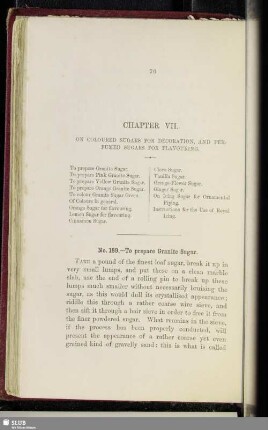 79
CHAPTER VII.
ON COLOURED SUGARS FOR DECORATION, AND PER-
FUMED SUGARS FOR FLAVOURING.
To prepare Granite Sugar.
To prepare Pink Granite Sugar.
To prepare Yellow Granite Sugar.
To prepare Orange Granite Sugar.
To colour Granite Sugar Green.
Of Colours in general.
Orange Sugar for flavouring.
Lemon Sugar for flavouring.
Cinnamon Sugar.
Clove Sugar.
Vanilla Sugar.
Orange-Flower Sugar.
Ginger Sugar.
On Icing Sugar for Ornamental
Piping.
Instructions for the Use of Royal
Icing.
No. 189.—To prepare Granite Sugar.
TAKE a pound of the finest loaf sugar, break it up in
very small lumps, and put these on a clean marble
slab, use the end of a rolling pin to break up these
lumps much smaller without necessarily bruising the
sugar, as this would dull its crystallised appearance;
riddle this through a rather coarse wire sieve, and
then sift it through a hair sieve in order to free it from
the finer powdered sugar. What remains in the sieve,
if the process has been properly conducted, will
present the appearance of a rather coarse yet even-
grained kind of gravelly sand: this is what is called
SLUB